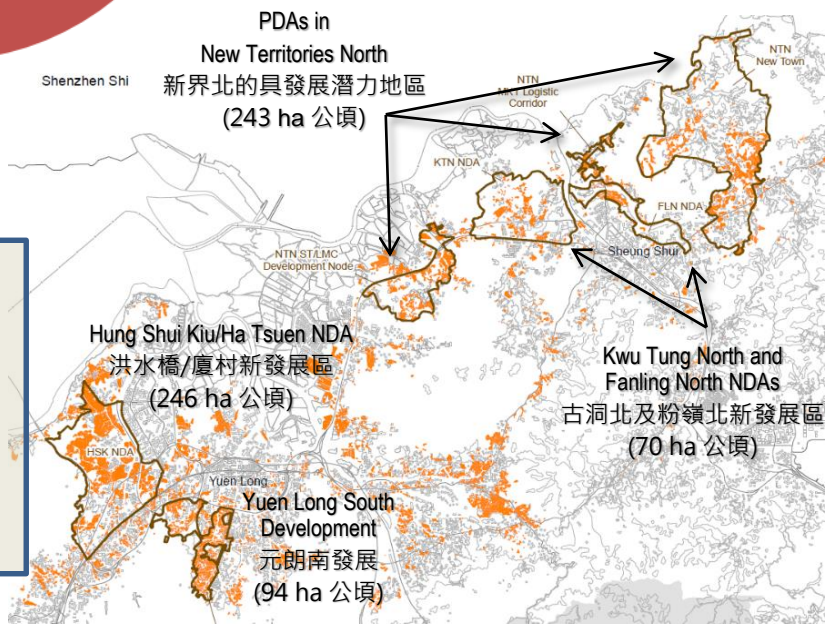 PDAs in
New Territories North
新界北的具發展潛力地區
(243 ha 公頃)
Shenzhen Shi
NTN
New Town
NTN
MKT Logistic
Corridor
KTN NDA
FLN NDA
Sheung Shui
NTN ST/LMC
Development Node
Hung Shui Kiu/Ha Tsuen NDA
洪水橋/廈村新發展區
(246 ha 公頃)
Kwu Tung North and
Fanling North NDAs
古洞北及粉嶺北新發展區
(70 ha 公頃)
HSK NDA
Yuen Long
Yuen Long South
Development
元朗南發展
(94 ha 公頃)